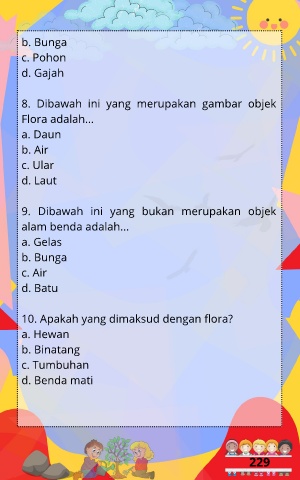 b. Bunga
c. Pohon
d. Gajah
8. Dibawah ini yang merupakan gambar objek
Flora adalah...
a. Daun
b. Air
c. Ular
d. Laut
9. Dibawah ini yang bukan merupakan objek
alam benda adalah...
a. Gelas
b. Bunga
c. Air
d. Batu
10. Apakah yang dimaksud dengan flora?
a. Hewan
b. Binatang
c. Tumbuhan
d. Benda mati
229